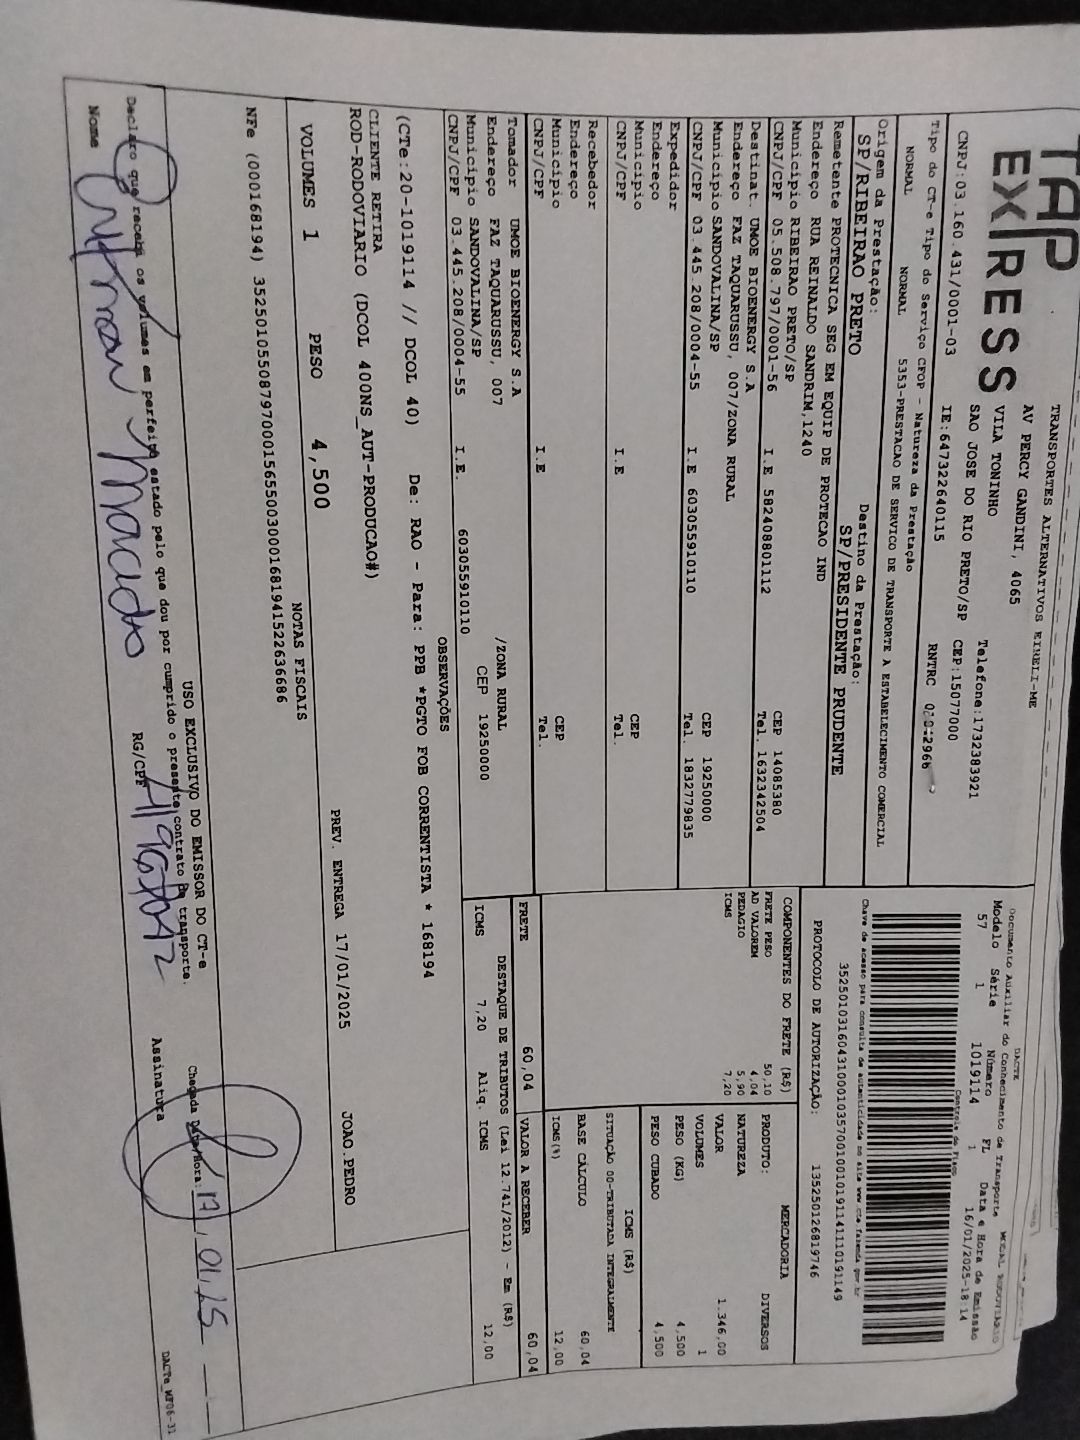 TAP EXPRESS
TRANSPORTES ALTERNATIVOS EIRELI-ME
AV PERCY GANDINI, 4065
VILA TONINHO
SAO JOSE DO RIO PRETO/SP
Telefone:1732383921
CEP:15077000
CNPJ:03.160.431/0001-03
IE:647322640115
RNTRC
DACTE
Documento Auxiliar do Conhecimento de Transporte MODAL RODOVIARIO
Modelo Série Número FL Data e Hora de Emissão
57 1 1019114 1 16/01/2025-18:14
Controle do Fisco
Chave de acesso para consulta de autenticidade no site www.cte.fazenda.gov.br
35250103160431000103570010010191141110191149
PROTOCOLO DE AUTORIZAÇÃO: 135250126819746
Tipo do CT-e Tipo do Serviço CFOP - Natureza da Prestação
NORMAL NORMAL 5353-PRESTACAO DE SERVICO DE TRANSPORTE A ESTABELECIMENTO COMERCIAL
Origem da Prestação: Destino da Prestação:
SP/RIBEIRAO PRETO SP/PRESIDENTE PRUDENTE
Remetente PROTECNICA SEG EM EQUIP DE PROTECAO IND
Endereço RUA REINALDO SANDRIM,1240
Município RIBEIRAO PRETO/SP CEP 14085380
CNPJ/CPF 05.508.797/0001-56 I.E 582408801112 Tel. 1632342504
Destinat. UMOE BIOENERGY S.A
Endereço FAZ TAQUARUSSU, 007/ZONA RURAL
Município SANDOVALINA/SP CEP 19250000
CNPJ/CPF 03.445.208/0004-55 I.E 603055910110 Tel. 1832779835
Expedidor
Endereço
Município CEP
CNPJ/CPF I.E Tel.
Recebedor
Endereço
Município CEP
CNPJ/CPF I.E Tel.
Tomador UMOE BIOENERGY S.A
Endereço FAZ TAQUARUSSU, 007 /ZONA RURAL
Município SANDOVALINA/SP CEP 19250000
CNPJ/CPF 03.445.208/0004-55 I.E. 603055910110
COMPONENTES DO FRETE (R$)
FRETE PESO 50,10
AD VALOREM 4,04
PEDAGIO 5,90
ICMS 7,20
FRETE 60,04
PRODUTO: MERCADORIA
NATUREZA DIVERSOS
VALOR 1.346,00
VOLUMES 1
PESO (KG) 4,500
PESO CUBADO 4,500
ICMS (R$)
SITUAÇÃO 00-TRIBUTADA INTEGRALMENTE
BASE CÁLCULO 60,04
ICMS(%) 12,00
VALOR A RECEBER 60,04
DESTAQUE DE TRIBUTOS (Lei 12.741/2012) - Em (R$)
ICMS 7,20 Aliq. ICMS 12,00
OBSERVAÇÕES
(CTe:20-1019114 // DCOL 40) De: RAO - Para: PPB *PGTO FOB CORRENTISTA * 168194
CLIENTE RETIRA
ROD-RODOVIARIO (DCOL 400NS_AUT-PRODUCAO#)
VOLUMES 1 PESO 4,500 PREV. ENTREGA 17/01/2025 JOAO.PEDRO
NOTAS FISCAIS
NFe (000168194) 35250105508797000156550030001681941522636686
USO EXCLUSIVO DO EMISSOR DO CT-e
Declaro que recebi os volumes em perfeito estado pelo que dou por cumprido o presente contrato de transporte.
Chegada Data/Hora: 17, 01, 25
Nome Macedo RG/CPF Assinatura
DACTe_WF06-31